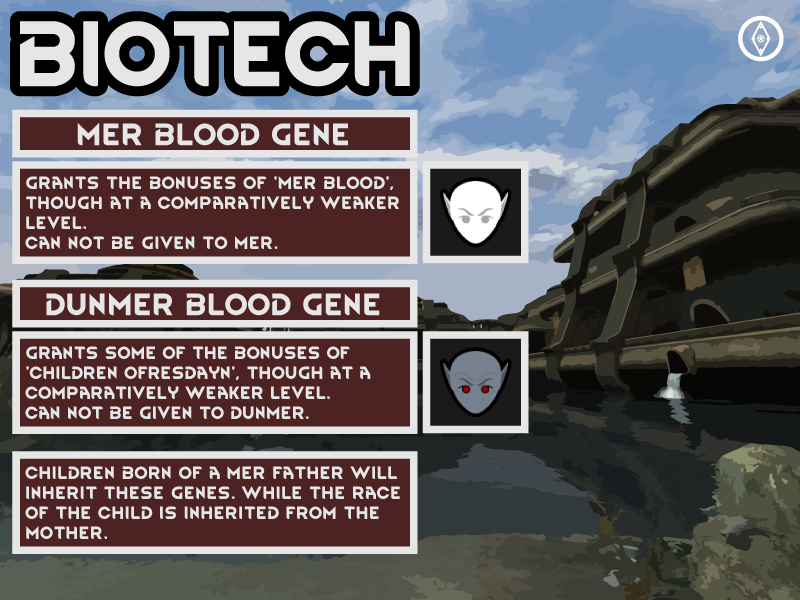 BIOTECH
MER BLOOD GENE
GRANTS THE BONUSES OF 'MER BLOOD',
THOUGH AT A COMPARATIVELY WEAKER
LEVEL.
CAN NOT BE GIVEN TO MER.
DUNMER BLOOD GENE
GRANTS SOME OF THE BONUSES OF
'CHILDREN OFRESDAYN', THOUGH AT A
COMPARATIVELY WEAKER LEVEL.
CAN NOT BE GIVEN TO DUNMER.
CHILDREN BORN OF A MER FATHER WILL
INHERIT THESE GENES. WHILE THE RACE
OF THE CHILD IS INHERITED FROM THE
MOTHER.